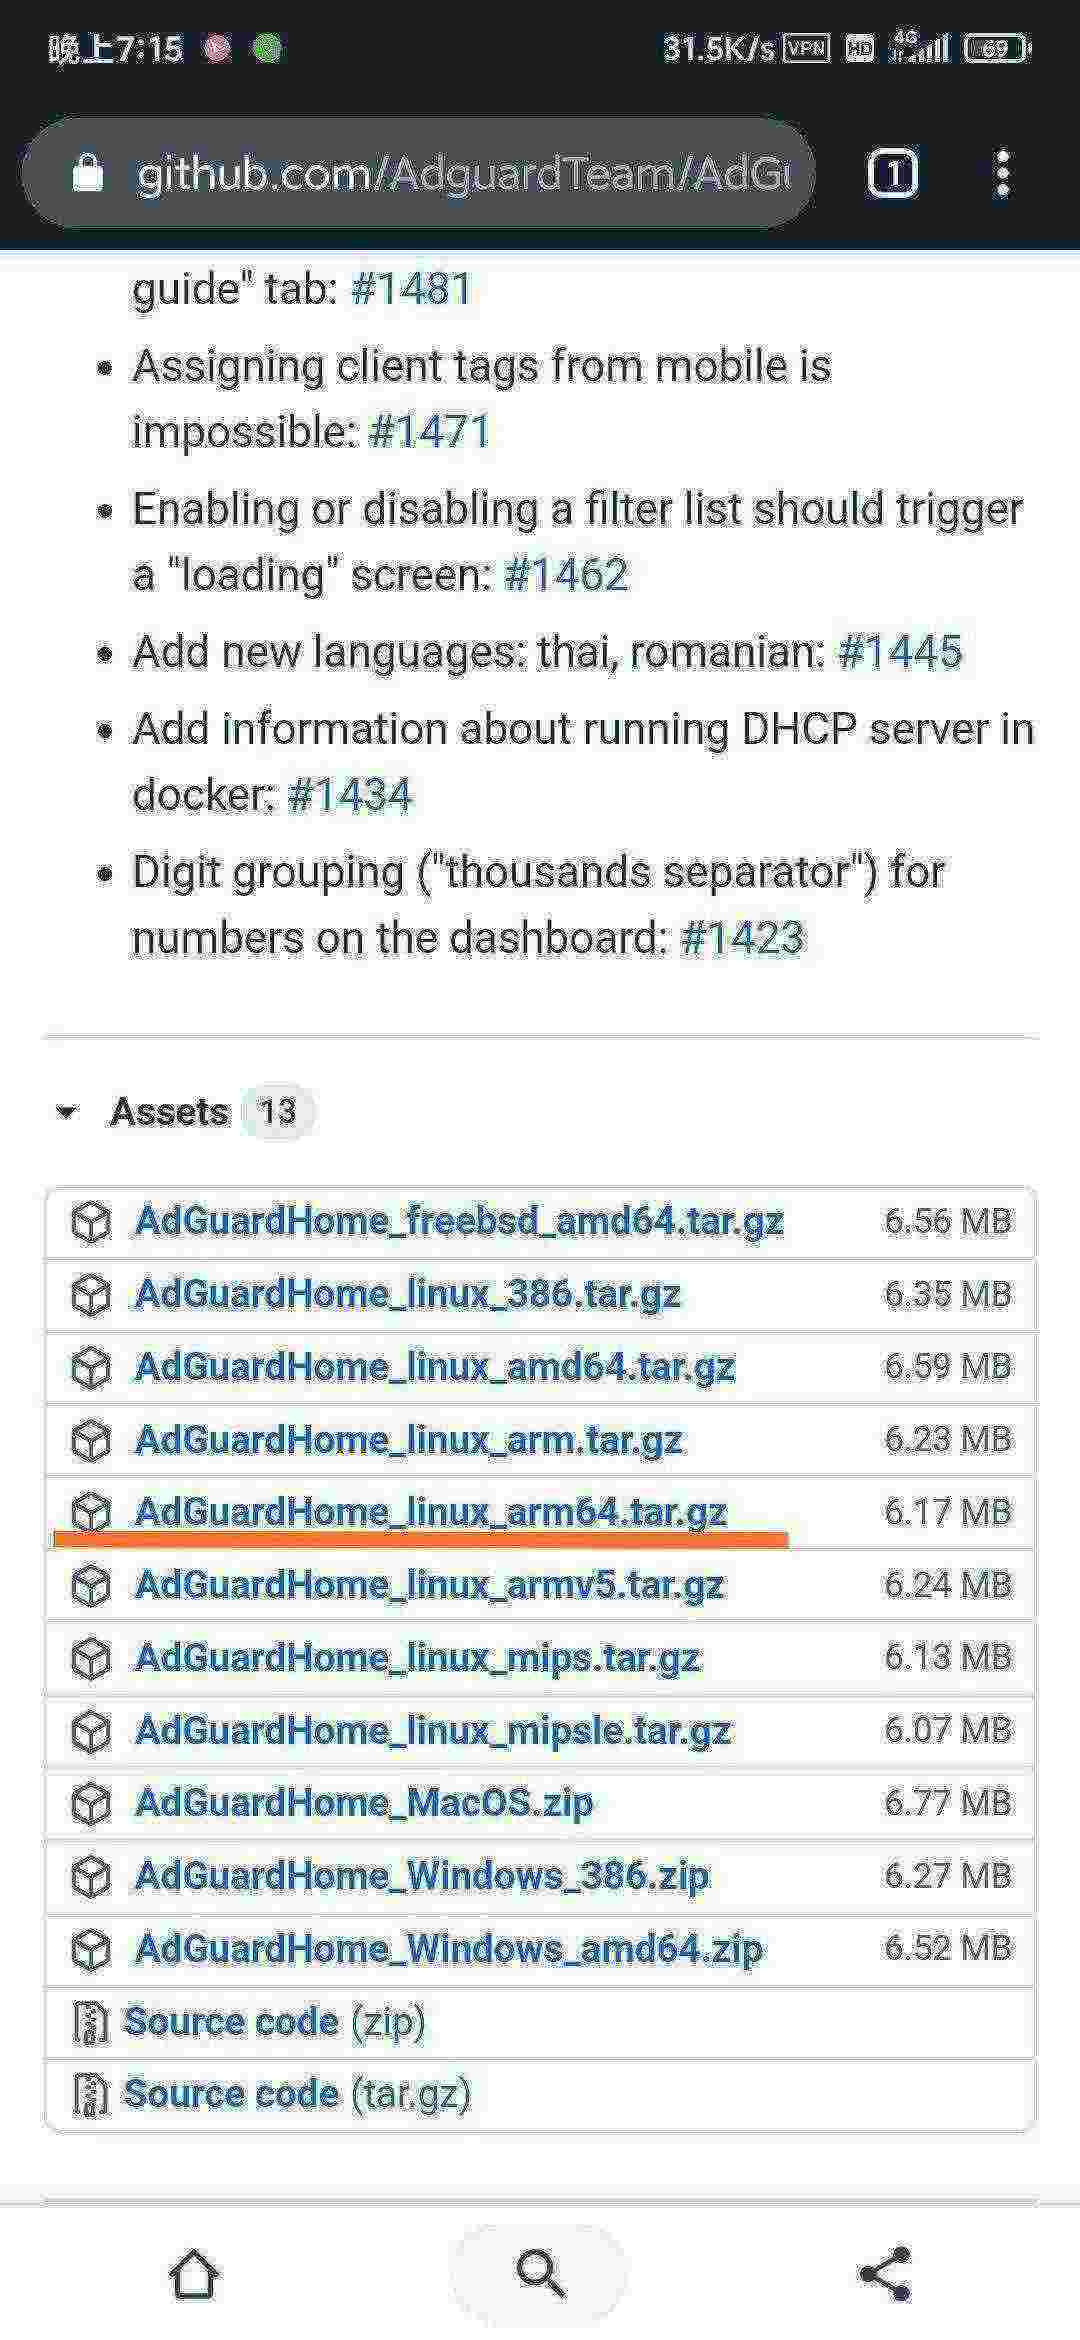 晚上7:15
31.5K/s VPN HD 4G 69
github.com/AdguardTeam/AdGu
1
guide" tab: #1481
Assigning client tags from mobile is
impossible: #1471
Enabling or disabling a filter list should trigger
a "loading" screen: #1462
Add new languages: thai, romanian: #1445
Add information about running DHCP server in
docker: #1434
Digit grouping ("thousands separator") for
numbers on the dashboard: #1423
Assets 13
AdGuardHome_freebsd_amd64.tar.gz 6.56 MB
AdGuardHome_linux_386.tar.gz 6.35 MB
AdGuardHome_linux_amd64.tar.gz 6.59 MB
AdGuardHome_linux_arm.tar.gz 6.23 MB
AdGuardHome_linux_arm64.tar.gz 6.17 MB
AdGuardHome_linux_armv5.tar.gz 6.24 MB
AdGuardHome_linux_mips.tar.gz 6.13 MB
AdGuardHome_linux_mipsle.tar.gz 6.07 MB
AdGuardHome_MacOS.zip 6.77 MB
AdGuardHome_Windows_386.zip 6.27 MB
AdGuardHome_Windows_amd64.zip 6.52 MB
Source code (zip)
Source code (tar.gz)